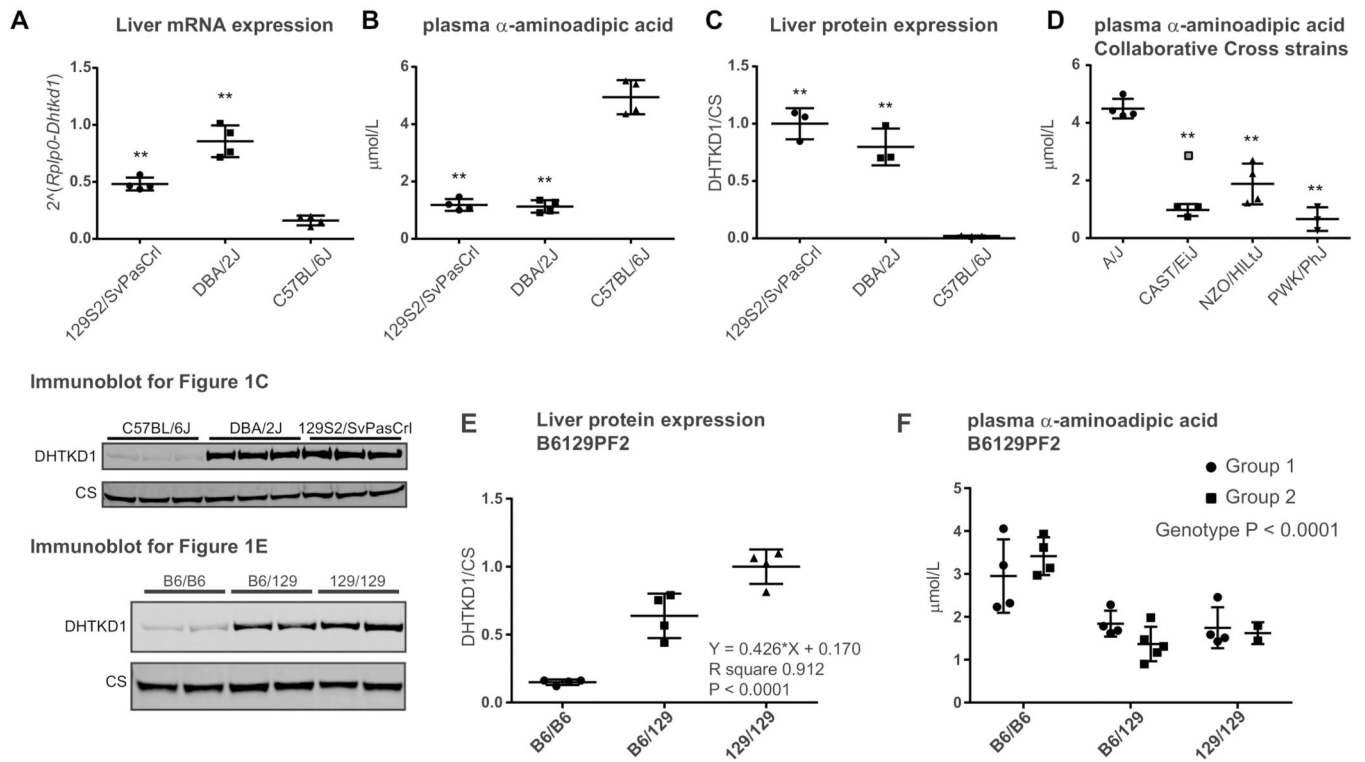 A Liver mRNA expression
2^(Rplp0-Dhtkd1)
1.5
1.0
0.5
0.0
**
**
129S2/SvPasCrl
DBA/2J
C57BL/6J
B plasma α-aminoadipic acid
μmol/L
6
4
2
0
**
**
129S2/SvPasCrl
DBA/2J
C57BL/6J
C Liver protein expression
DHTKD1/CS
1.5
1.0
0.5
0.0
**
**
129S2/SvPasCrl
DBA/2J
C57BL/6J
D plasma α-aminoadipic acid
Collaborative Cross strains
μmol/L
6
4
2
0
**
**
**
A/J
CAST/EiJ
NZO/HILtJ
PWK/PhJ
Immunoblot for Figure 1C
C57BL/6J DBA/2J 129S2/SvPasCrl
DHTKD1
CS
Immunoblot for Figure 1E
B6/B6 B6/129 129/129
DHTKD1
CS
E Liver protein expression
B6129PF2
DHTKD1/CS
1.5
1.0
0.5
0.0
Y = 0.426*X + 0.170
R square 0.912
P < 0.0001
B6/B6
B6/129
129/129
F plasma α-aminoadipic acid
B6129PF2
Group 1
Group 2
Genotype P < 0.0001
μmol/L
5
4
3
2
1
0
B6/B6
B6/129
129/129